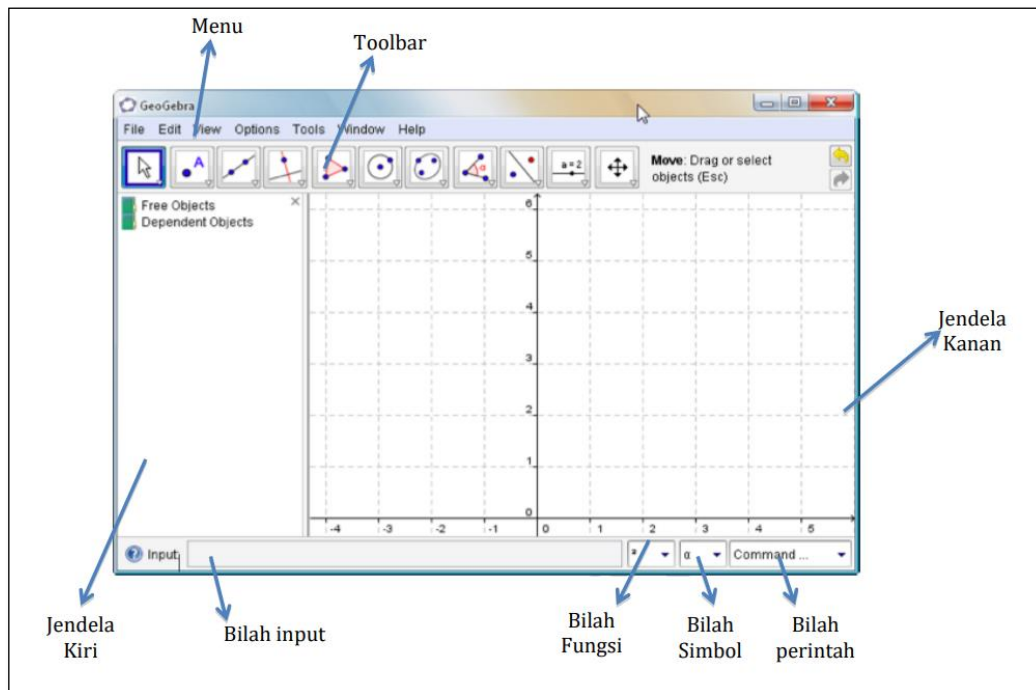 Menu
Toolbar
GeoGebra
File Edit View Options Tools Window Help
A
α
a=2
Move: Drag or select
objects (Esc)
Free Objects
Dependent Objects
6
5
4
3
2
1
0
-4 -3 -2 -1 0 1 2 3 4 5
Jendela
Kanan
Input:
² α Command ...
Jendela
Kiri
Bilah input
Bilah
Fungsi
Bilah
Simbol
Bilah
perintah